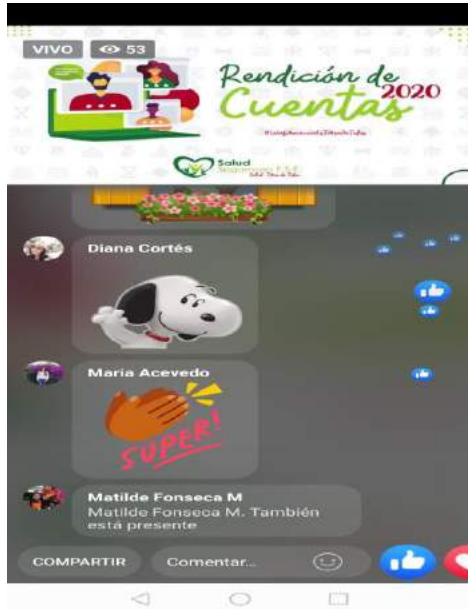 VIVO 53
Rendición de
Cuentas 2020
Salud
Sogamoso E.S.E
Diana Cortés
Maria Acevedo
SUPER!
Matilde Fonseca M
Matilde Fonseca M. También
está presente
COMPARTIR Comentar...